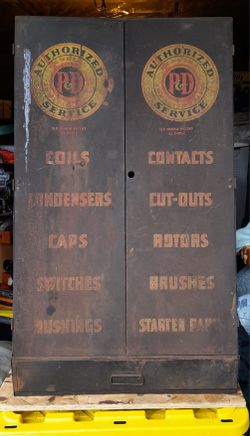 AUTHORIZED
P&D
SERVICE
COILS
CONDENSERS
CAPS
SWITCHES
BUSHINGS
AUTHORIZED
P&D
SERVICE
CONTACTS
CUT-OUTS
ROTORS
BRUSHES
STARTER PARTS